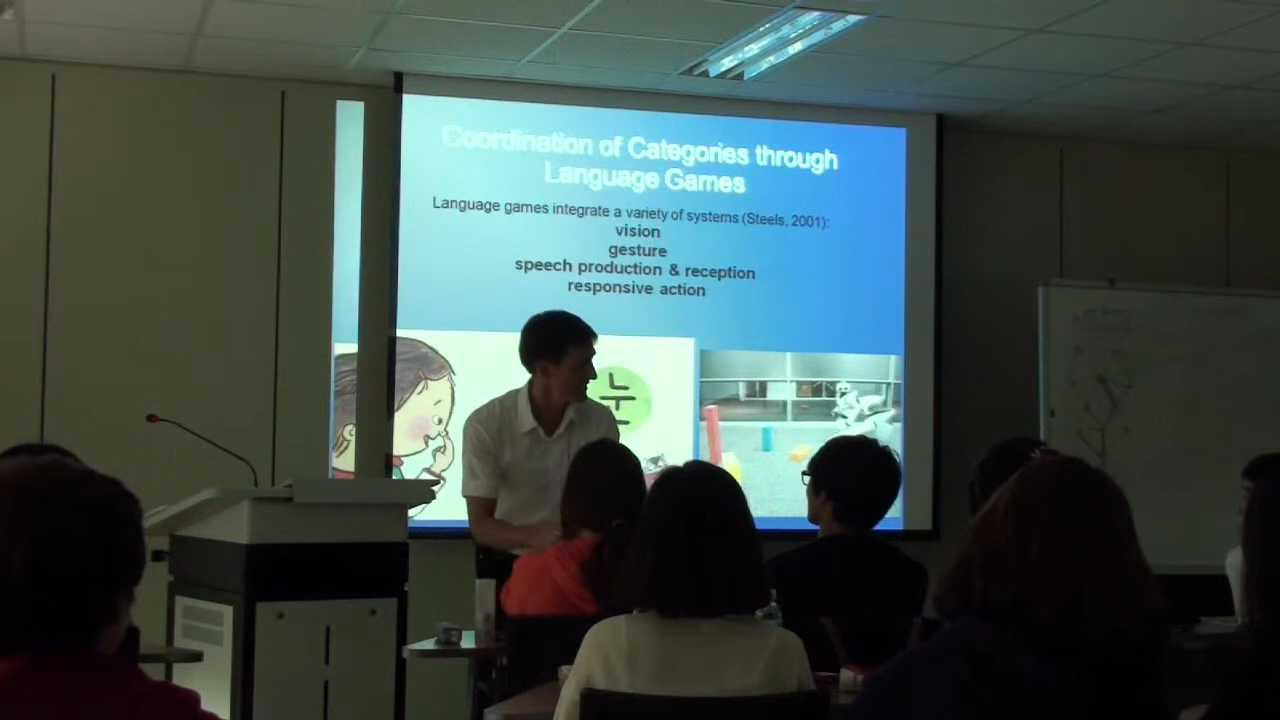 Coordination of Categories through
Language Games
Language games integrate a variety of systems (Steels, 2001):
vision
gesture
speech production & reception
responsive action
눈